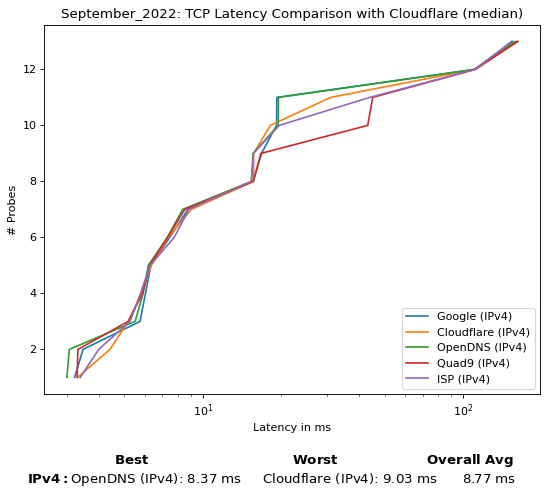 September_2022: TCP Latency Comparison with Cloudflare (median)
12
10
8
6
4
2
# Probes
10¹
10²
Latency in ms
Google (IPv4)
Cloudflare (IPv4)
OpenDNS (IPv4)
Quad9 (IPv4)
ISP (IPv4)
Best Worst Overall Avg
IPv4: OpenDNS (IPv4): 8.37 ms Cloudflare (IPv4): 9.03 ms 8.77 ms